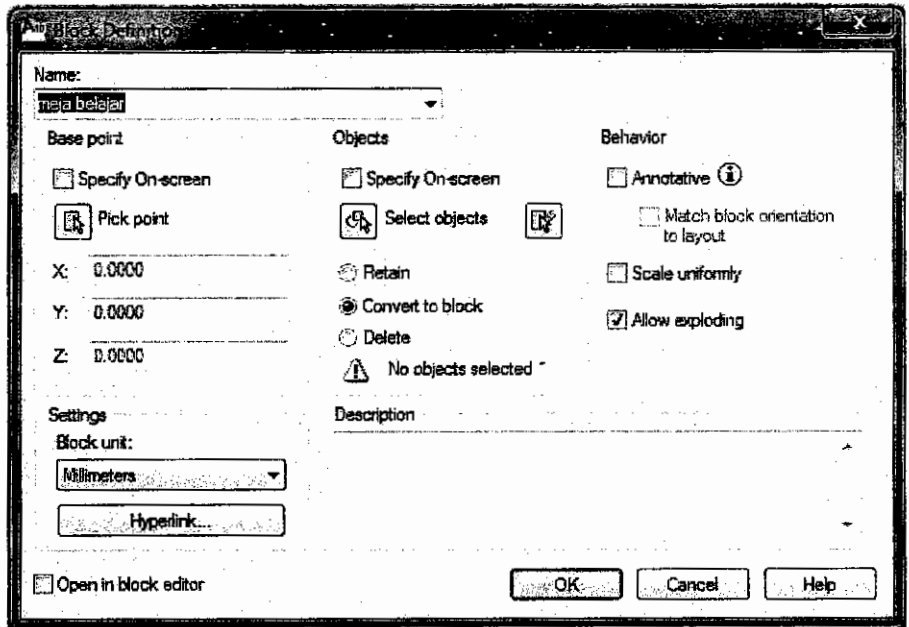 Block Definition
Name:
meja belajar
Base point
Specify On-screen
Pick point
X: 0.0000
Y: 0.0000
Z: 0.0000
Objects
Specify On-screen
Select objects
Retain
Convert to block
Delete
No objects selected
Behavior
Annotative
Match block orientation
to layout
Scale uniformly
Allow exploding
Settings
Block unit:
Millimeters
Hyperlink...
Description
Open in block editor
OK
Cancel
Help